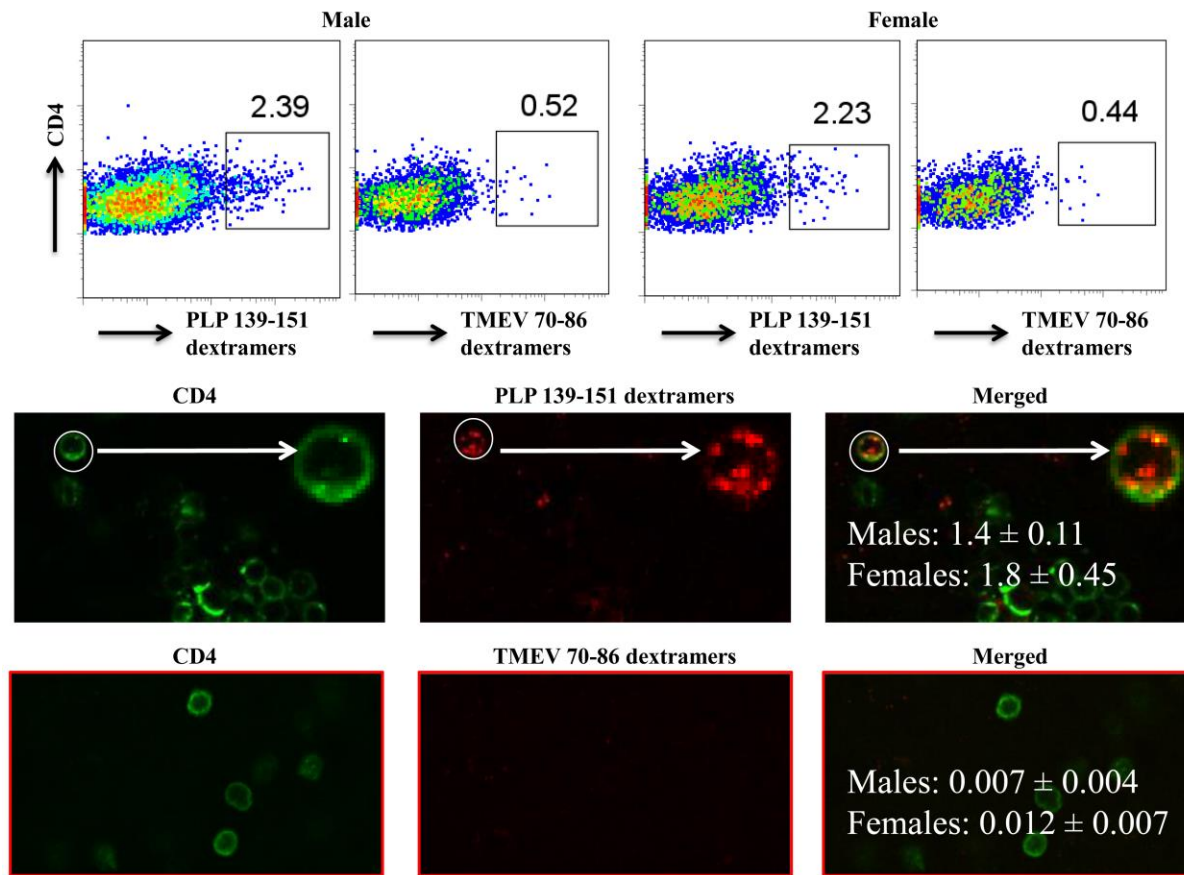 Male Female
CD4
2.39 0.52 2.23 0.44
PLP 139-151
dextramers
TMEV 70-86
dextramers
PLP 139-151
dextramers
TMEV 70-86
dextramers
CD4 PLP 139-151 dextramers Merged
Males: 1.4 ± 0.11
Females: 1.8 ± 0.45
CD4 TMEV 70-86 dextramers Merged
Males: 0.007 ± 0.004
Females: 0.012 ± 0.007